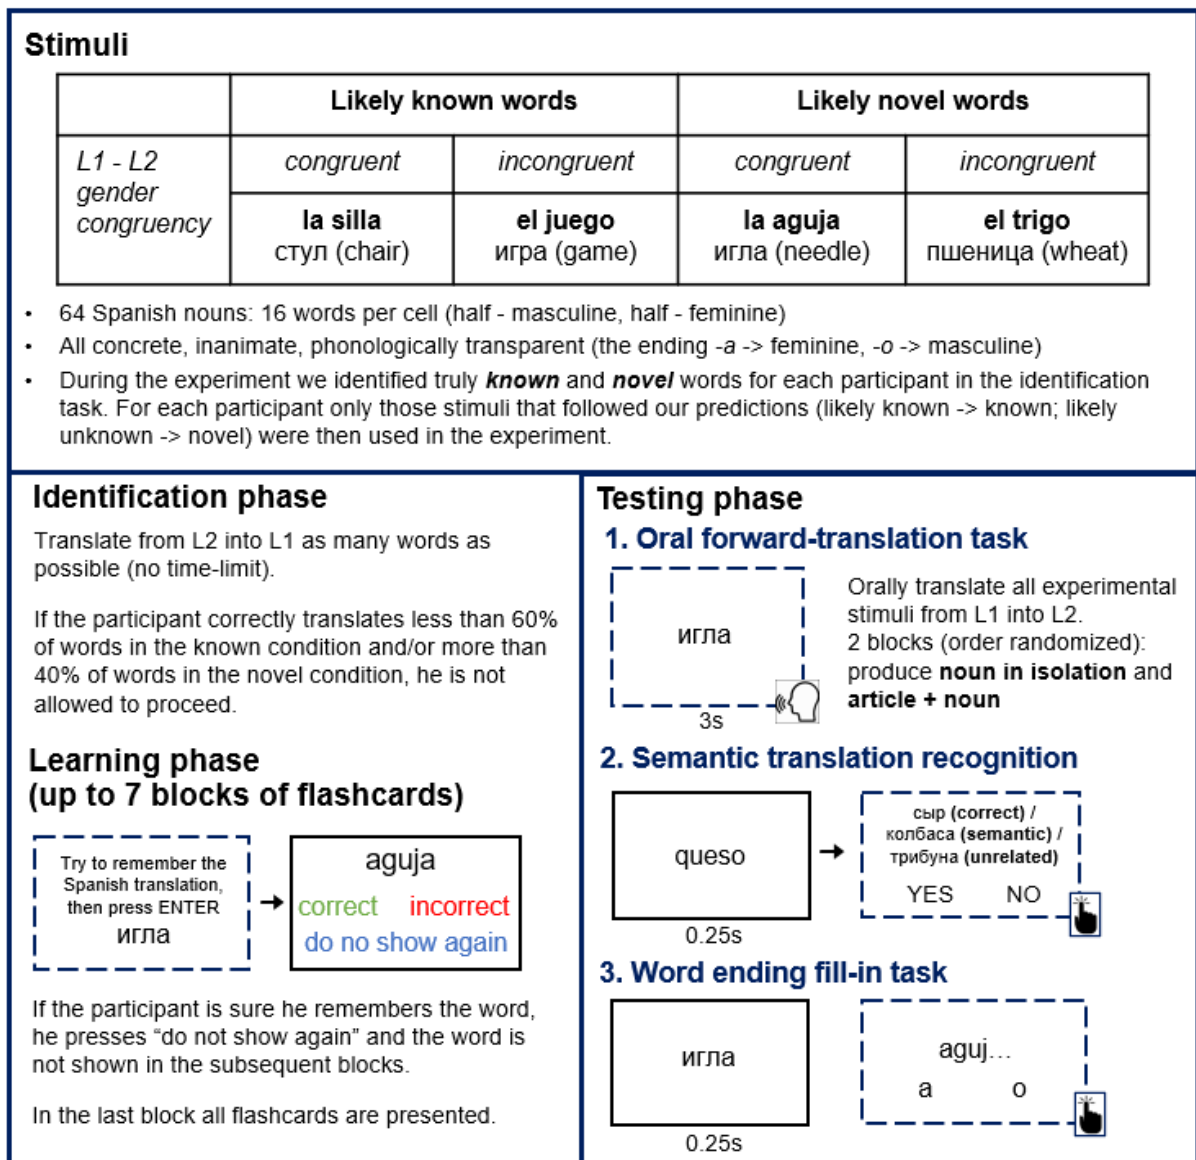 Stimuli
Likely known words
Likely novel words
L1 - L2
gender
congruency
congruent
incongruent
congruent
incongruent
la silla
стул (chair)
el juego
игра (game)
la aguja
игла (needle)
el trigo
пшеница (wheat)
• 64 Spanish nouns: 16 words per cell (half - masculine, half - feminine)
• All concrete, inanimate, phonologically transparent (the ending -a -> feminine, -o -> masculine)
• During the experiment we identified truly known and novel words for each participant in the identification
task. For each participant only those stimuli that followed our predictions (likely known -> known; likely
unknown -> novel) were then used in the experiment.
Identification phase
Translate from L2 into L1 as many words as
possible (no time-limit).
If the participant correctly translates less than 60%
of words in the known condition and/or more than
40% of words in the novel condition, he is not
allowed to proceed.
Learning phase
(up to 7 blocks of flashcards)
Try to remember the
Spanish translation,
then press ENTER
игла
aguja
correct incorrect
do no show again
If the participant is sure he remembers the word,
he presses “do not show again” and the word is
not shown in the subsequent blocks.
In the last block all flashcards are presented.
Testing phase
1. Oral forward-translation task
игла
3s
Orally translate all experimental
stimuli from L1 into L2.
2 blocks (order randomized):
produce noun in isolation and
article + noun
2. Semantic translation recognition
queso
0.25s
сыр (correct) /
колбаса (semantic) /
трибуна (unrelated)
YES NO
3. Word ending fill-in task
игла
0.25s
aguj...
a o